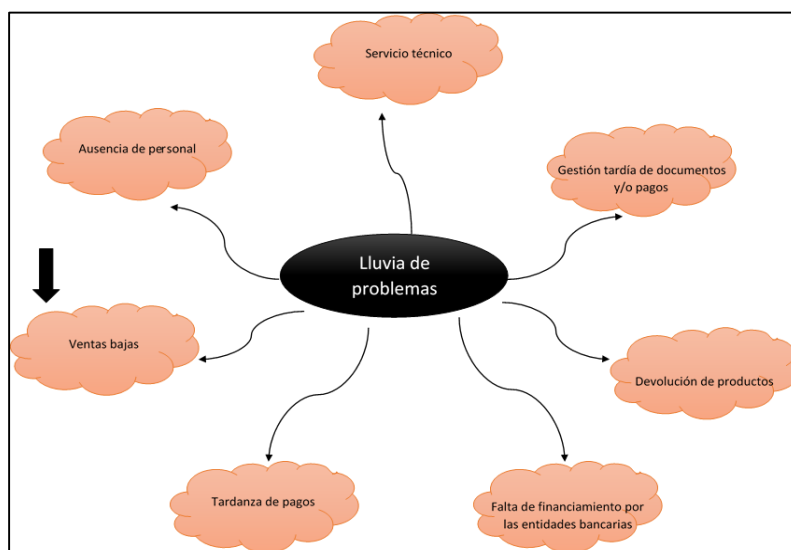 Servicio técnico
Ausencia de personal
Gestión tardía de documentos
y/o pagos
Lluvia de
problemas
Ventas bajas
Devolución de productos
Tardanza de pagos
Falta de financiamiento por
las entidades bancarias